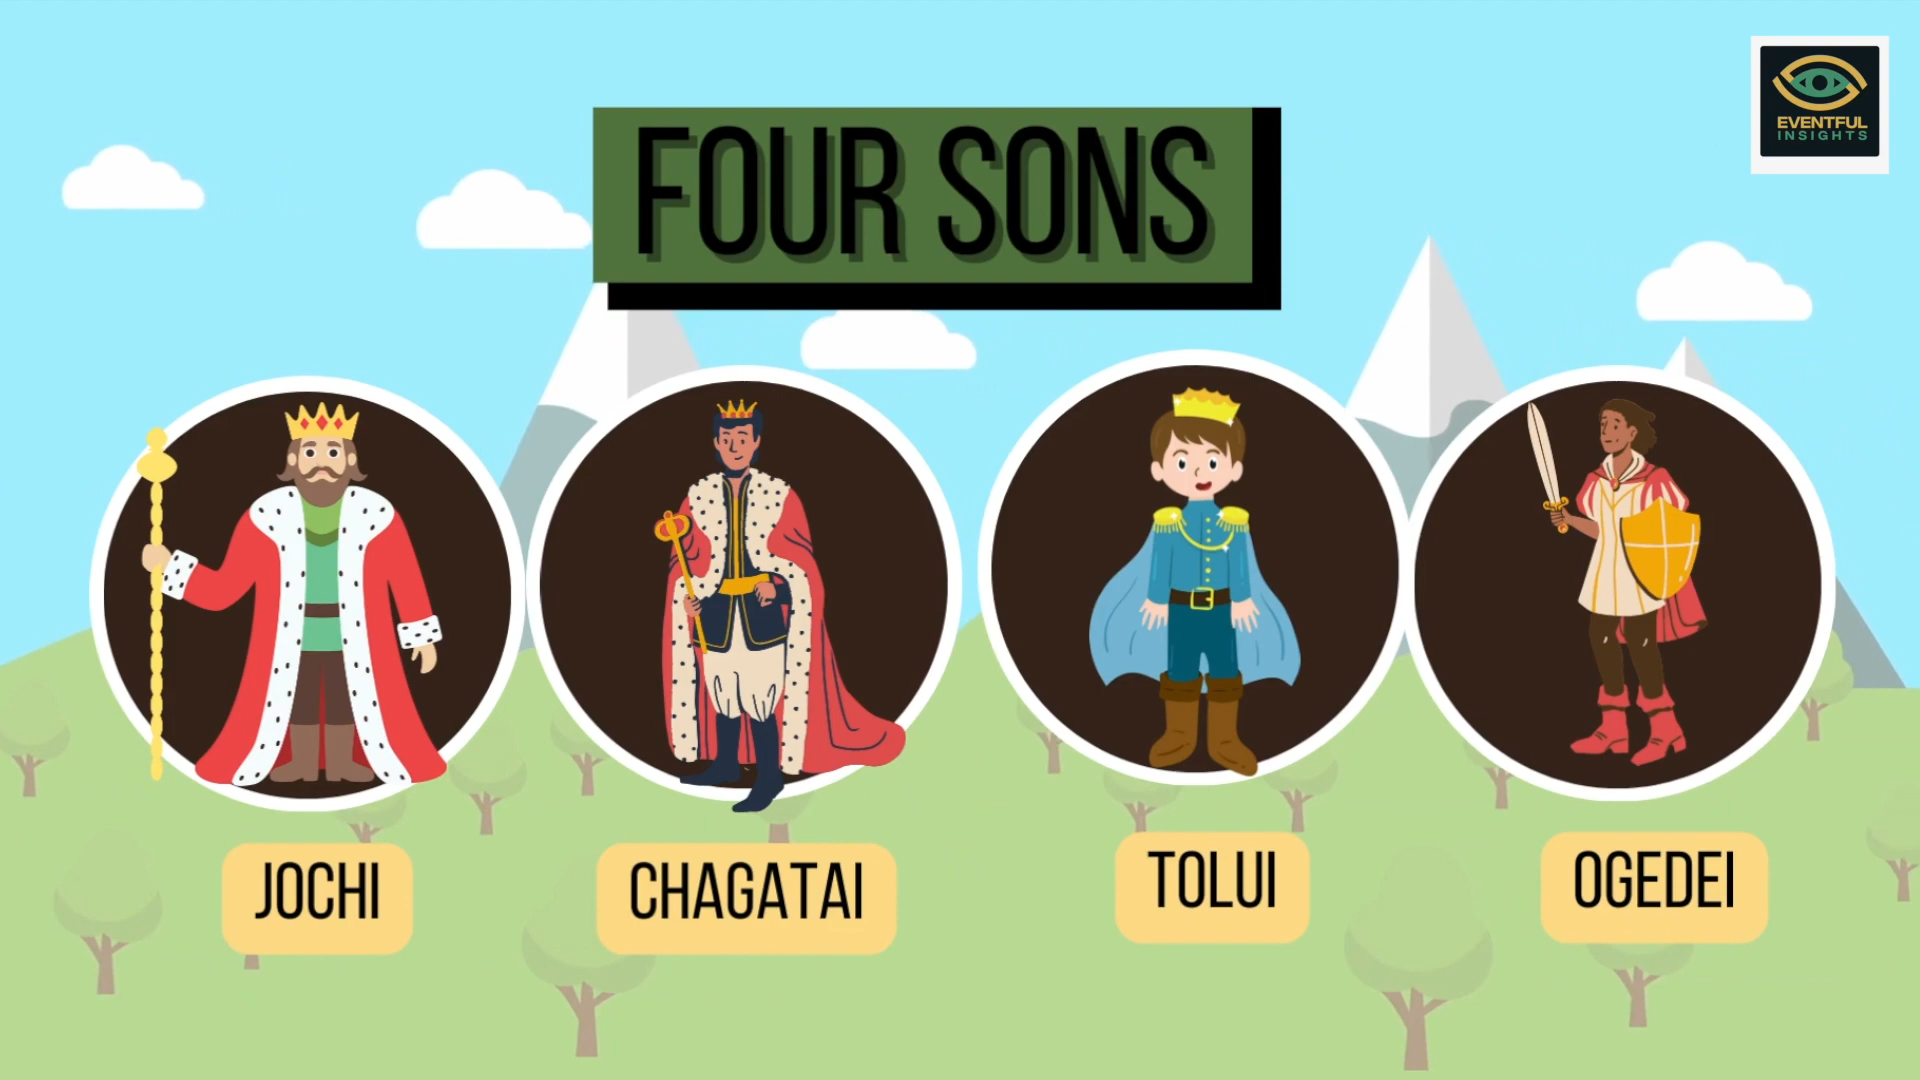 EVENTFUL
INSIGHTS
FOUR SONS
JOCHI
CHAGATAI
TOLUI
OGEDEI